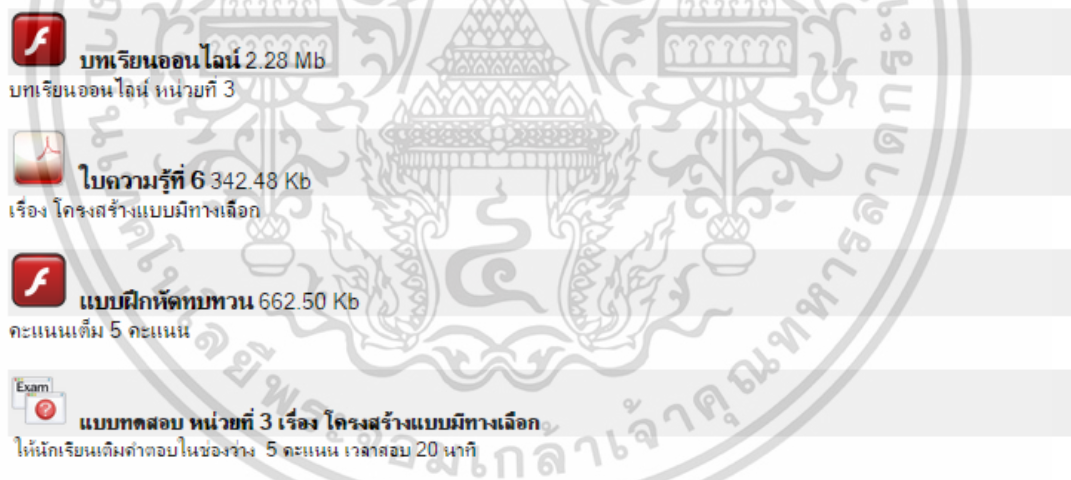 บทเรียนออนไลน์ 2.28 Mb
บทเรียนออนไลน์ หน่วยที่ 3
ใบความรู้ที่ 6 342.48 Kb
เรื่อง โครงสร้างแบบมีทางเลือก
แบบฝึกหัดทบทวน 662.50 Kb
คะแนนเต็ม 5 คะแนน
Exam
แบบทดสอบ หน่วยที่ 3 เรื่อง โครงสร้างแบบมีทางเลือก
ให้นักเรียนเติมคำตอบในช่องว่าง 5 คะแนน เวลาสอบ 20 นาที